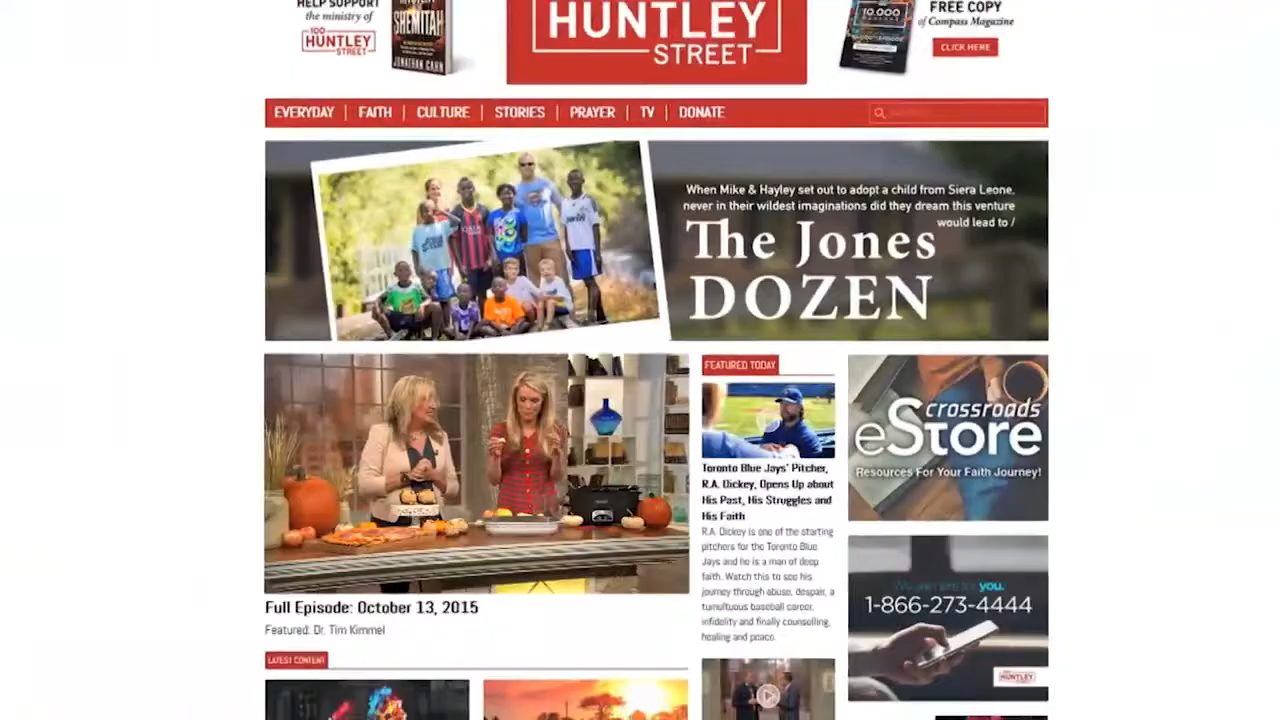 HELP SUPPORT
the ministry of
100
HUNTLEY
STREET
SHEMITAH
JONATHAN CAHN
HUNTLEY
STREET
10,000
FREE COPY
of Compass Magazine
CLICK HERE
EVERYDAY | FAITH | CULTURE | STORIES | PRAYER | TV | DONATE
When Mike & Hayley set out to adopt a child from Siera Leone,
never in their wildest imaginations did they dream this venture
would lead to /
The Jones
DOZEN
Full Episode: October 13, 2015
Featured: Dr. Tim Kimmel
LATEST CONTENT
FEATURED TODAY
Toronto Blue Jays' Pitcher,
R.A. Dickey, Opens Up about
His Past, His Struggles and
His Faith
R.A. Dickey is one of the starting
pitchers for the Toronto Blue
Jays and he is a man of deep
faith. Watch this to see his
journey through abuse, despair, a
tumultuous baseball career,
infidelity and finally counselling,
healing and peace.
crossroads
eStore
Resources For Your Faith Journey!
We are here for you.
1-866-273-4444
HUNTLEY